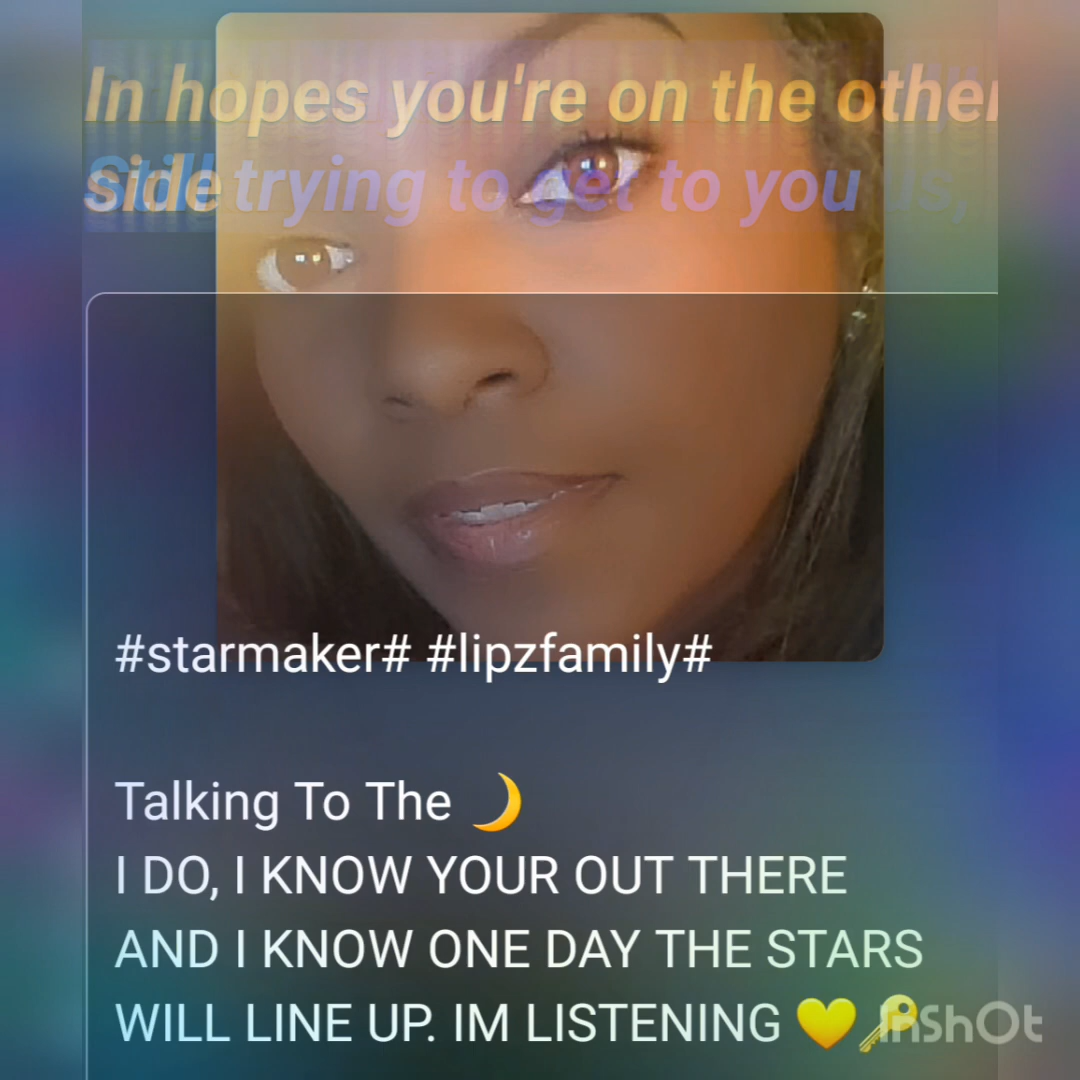 In hopes you're on the other
Side trying to get to you
#starmaker# #lipzfamily#
Talking To The 🌙
I DO, I KNOW YOUR OUT THERE
AND I KNOW ONE DAY THE STARS
WILL LINE UP. IM LISTENING 💛 🔑
InShOt